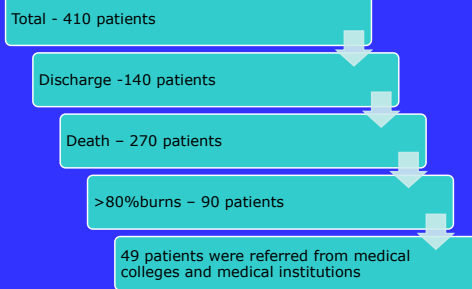 Total - 410 patients
Discharge -140 patients
Death – 270 patients
>80%burns – 90 patients
49 patients were referred from medical
colleges and medical institutions